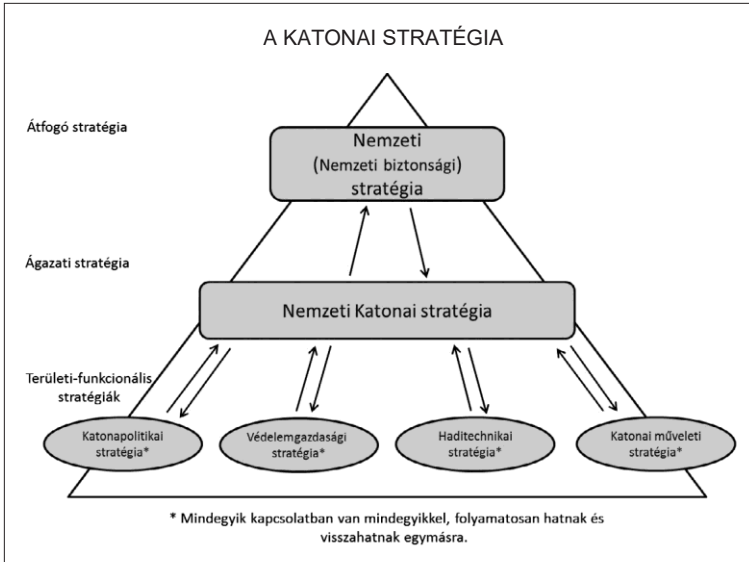 A KATONAI STRATÉGIA
Átfogó stratégia
Nemzeti
(Nemzeti biztonsági)
stratégia
Ágazati stratégia
Nemzeti Katonai stratégia
Területi-funkcionális
stratégiák
Katonapolitikai
stratégia*
Védelemgazdasági
stratégia*
Haditechnikai
stratégia*
Katonai műveleti
stratégia*
* Mindegyik kapcsolatban van mindegyikkel, folyamatosan hatnak és
visszahatnak egymásra.